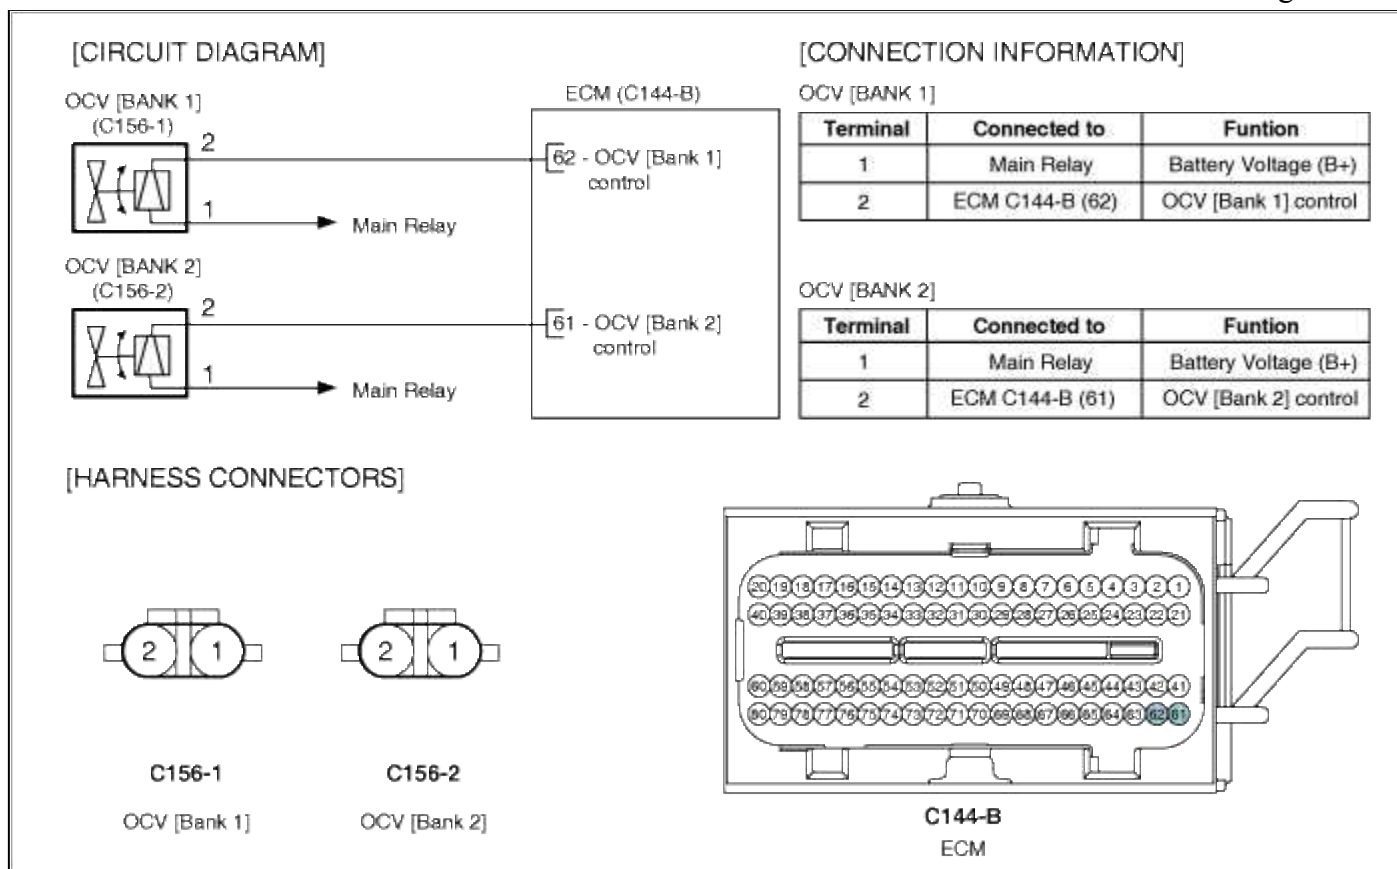 [CIRCUIT DIAGRAM]
OCV [BANK 1]
(C156-1)
2
1
Main Relay
ECM (C144-B)
62 - OCV [Bank 1]
control
OCV [BANK 2]
(C156-2)
2
1
Main Relay
61 - OCV [Bank 2]
control
[CONNECTION INFORMATION]
OCV [BANK 1]
Terminal Connected to Funtion
1 Main Relay Battery Voltage (B+)
2 ECM C144-B (62) OCV [Bank 1] control
OCV [BANK 2]
Terminal Connected to Funtion
1 Main Relay Battery Voltage (B+)
2 ECM C144-B (61) OCV [Bank 2] control
[HARNESS CONNECTORS]
2 1
C156-1
OCV [Bank 1]
2 1
C156-2
OCV [Bank 2]
20 19 18 17 16 15 14 13 12 11 10 9 8 7 6 5 4 3 2 1
40 39 38 37 36 35 34 33 32 31 30 29 28 27 26 25 24 23 22 21
60 59 58 57 56 55 54 53 52 51 50 49 48 47 46 45 44 43 42 41
80 79 78 77 76 75 74 73 72 71 70 69 68 67 66 65 64 63 62 61
C144-B
ECM